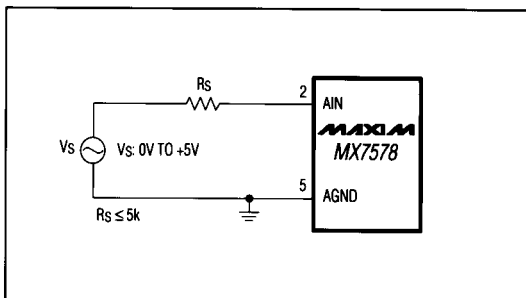 RS
2
AIN
MAXIM
MX7578
VS
VS: 0V TO +5V
5
AGND
RS ≤ 5k